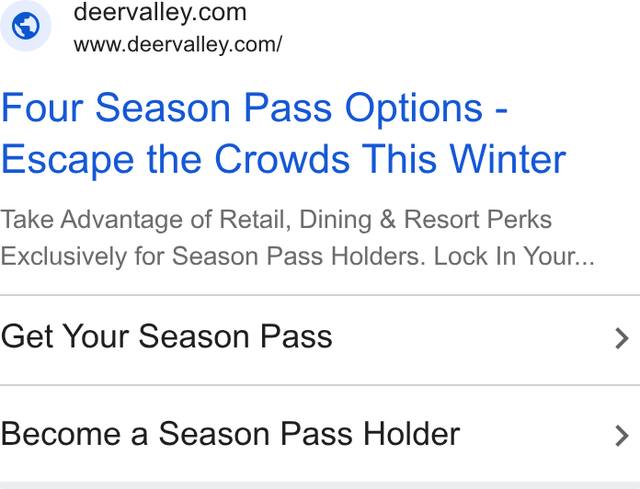 deervalley.com
www.deervalley.com/
Four Season Pass Options -
Escape the Crowds This Winter
Take Advantage of Retail, Dining & Resort Perks
Exclusively for Season Pass Holders. Lock In Your...
Get Your Season Pass
Become a Season Pass Holder